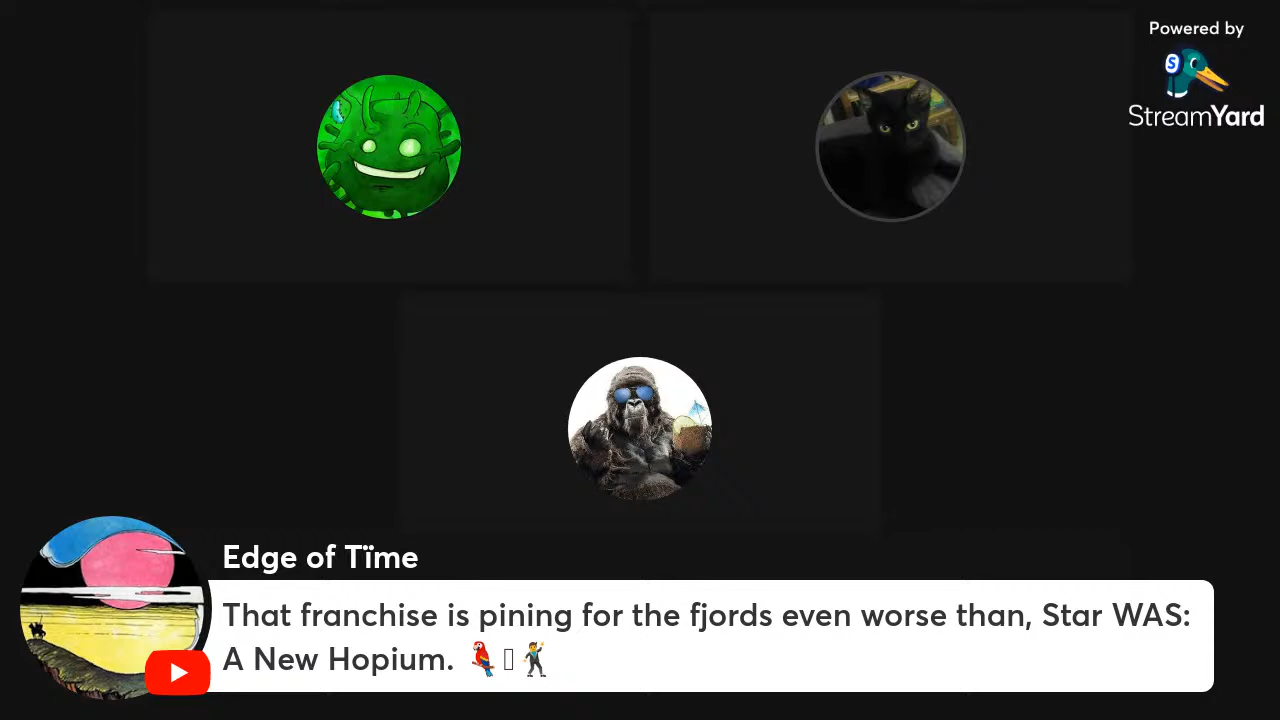 Powered by
S
StreamYard
Edge of Tïme
That franchise is pining for the fjords even worse than, Star WAS:
A New Hopium. 🦜▯🕺